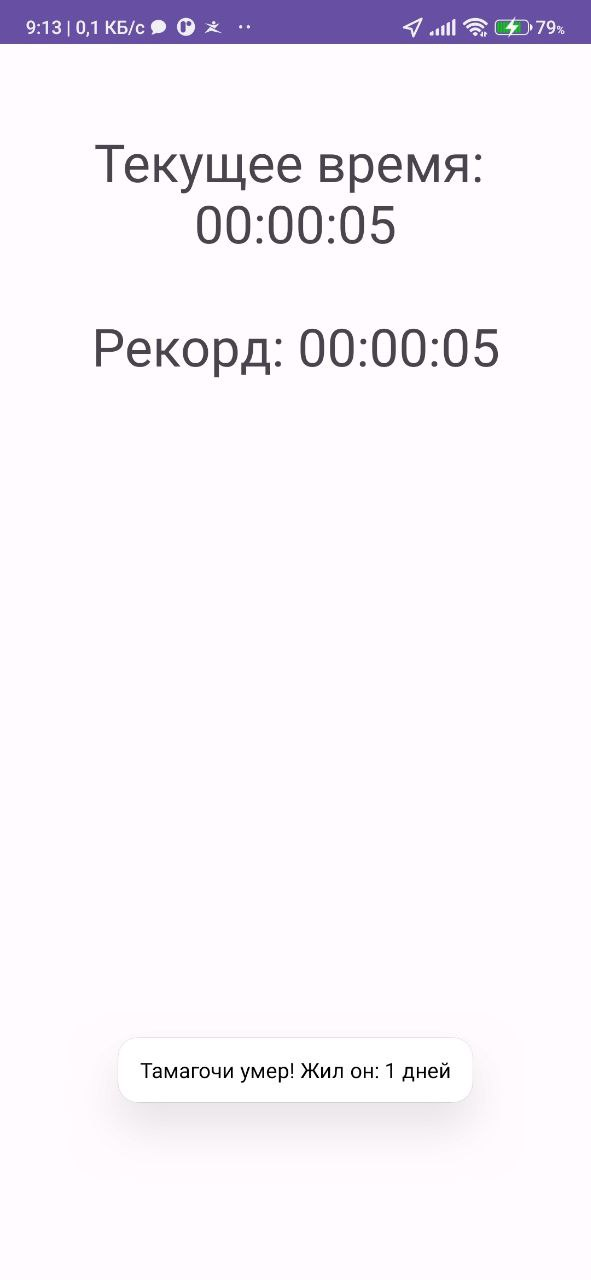 9:13 | 0,1 КБ/с 79%
Текущее время:
00:00:05
Рекорд: 00:00:05
Тамагочи умер! Жил он: 1 дней